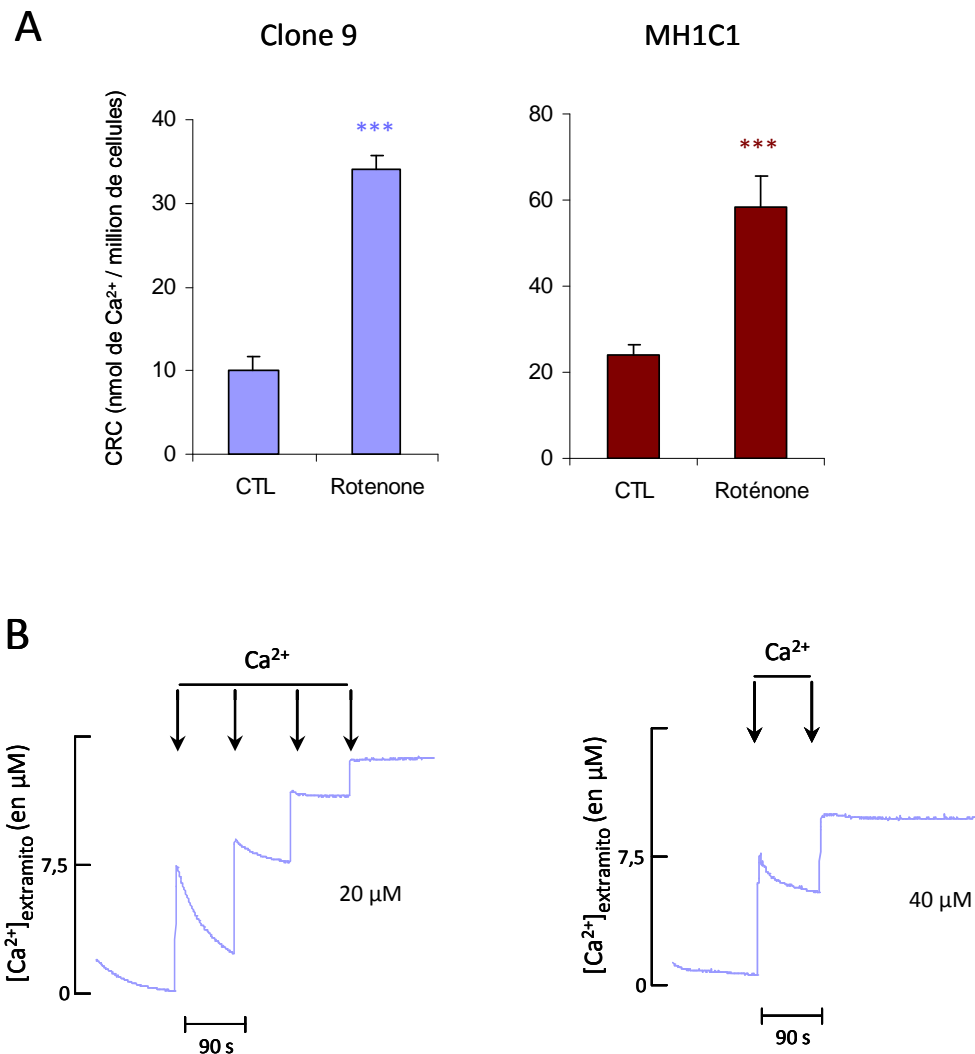 A
Clone 9
MH1C1
CRC (nmol de Ca²⁺ / million de cellules)
40
30
20
10
0
***
CTL
Rotenone
80
60
40
20
0
***
CTL
Roténone
B
Ca²⁺
[Ca²⁺]extramito (en µM)
7,5
0
20 µM
90 s
Ca²⁺
[Ca²⁺]extramito (en µM)
7,5
0
40 µM
90 s